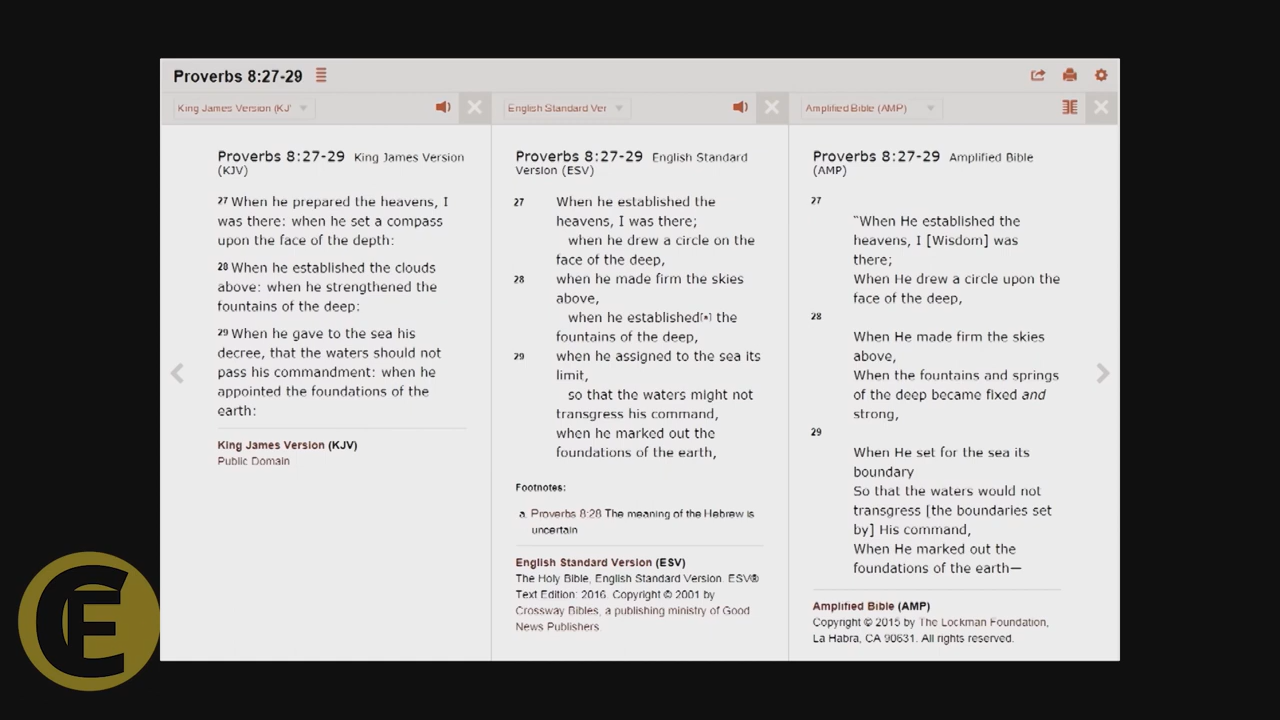 Proverbs 8:27-29
King James Version (KJ'
English Standard Ver
Amplified Bible (AMP)
Proverbs 8:27-29 King James Version
(KJV)
27 When he prepared the heavens, I
was there: when he set a compass
upon the face of the depth:
28 When he established the clouds
above: when he strengthened the
fountains of the deep:
29 When he gave to the sea his
decree, that the waters should not
pass his commandment: when he
appointed the foundations of the
earth:
King James Version (KJV)
Public Domain
Proverbs 8:27-29 English Standard
Version (ESV)
27 When he established the
heavens, I was there;
when he drew a circle on the
face of the deep,
28 when he made firm the skies
above,
when he established[a] the
fountains of the deep,
29 when he assigned to the sea its
limit,
so that the waters might not
transgress his command,
when he marked out the
foundations of the earth,
Footnotes:
a. Proverbs 8:28 The meaning of the Hebrew is
uncertain
English Standard Version (ESV)
The Holy Bible, English Standard Version. ESV®
Text Edition: 2016. Copyright © 2001 by
Crossway Bibles, a publishing ministry of Good
News Publishers.
Proverbs 8:27-29 Amplified Bible
(AMP)
27
"When He established the
heavens, I [Wisdom] was
there;
When He drew a circle upon the
face of the deep,
28
When He made firm the skies
above,
When the fountains and springs
of the deep became fixed and
strong,
29
When He set for the sea its
boundary
So that the waters would not
transgress [the boundaries set
by] His command,
When He marked out the
foundations of the earth—
Amplified Bible (AMP)
Copyright © 2015 by The Lockman Foundation,
La Habra, CA 90631. All rights reserved.
CF